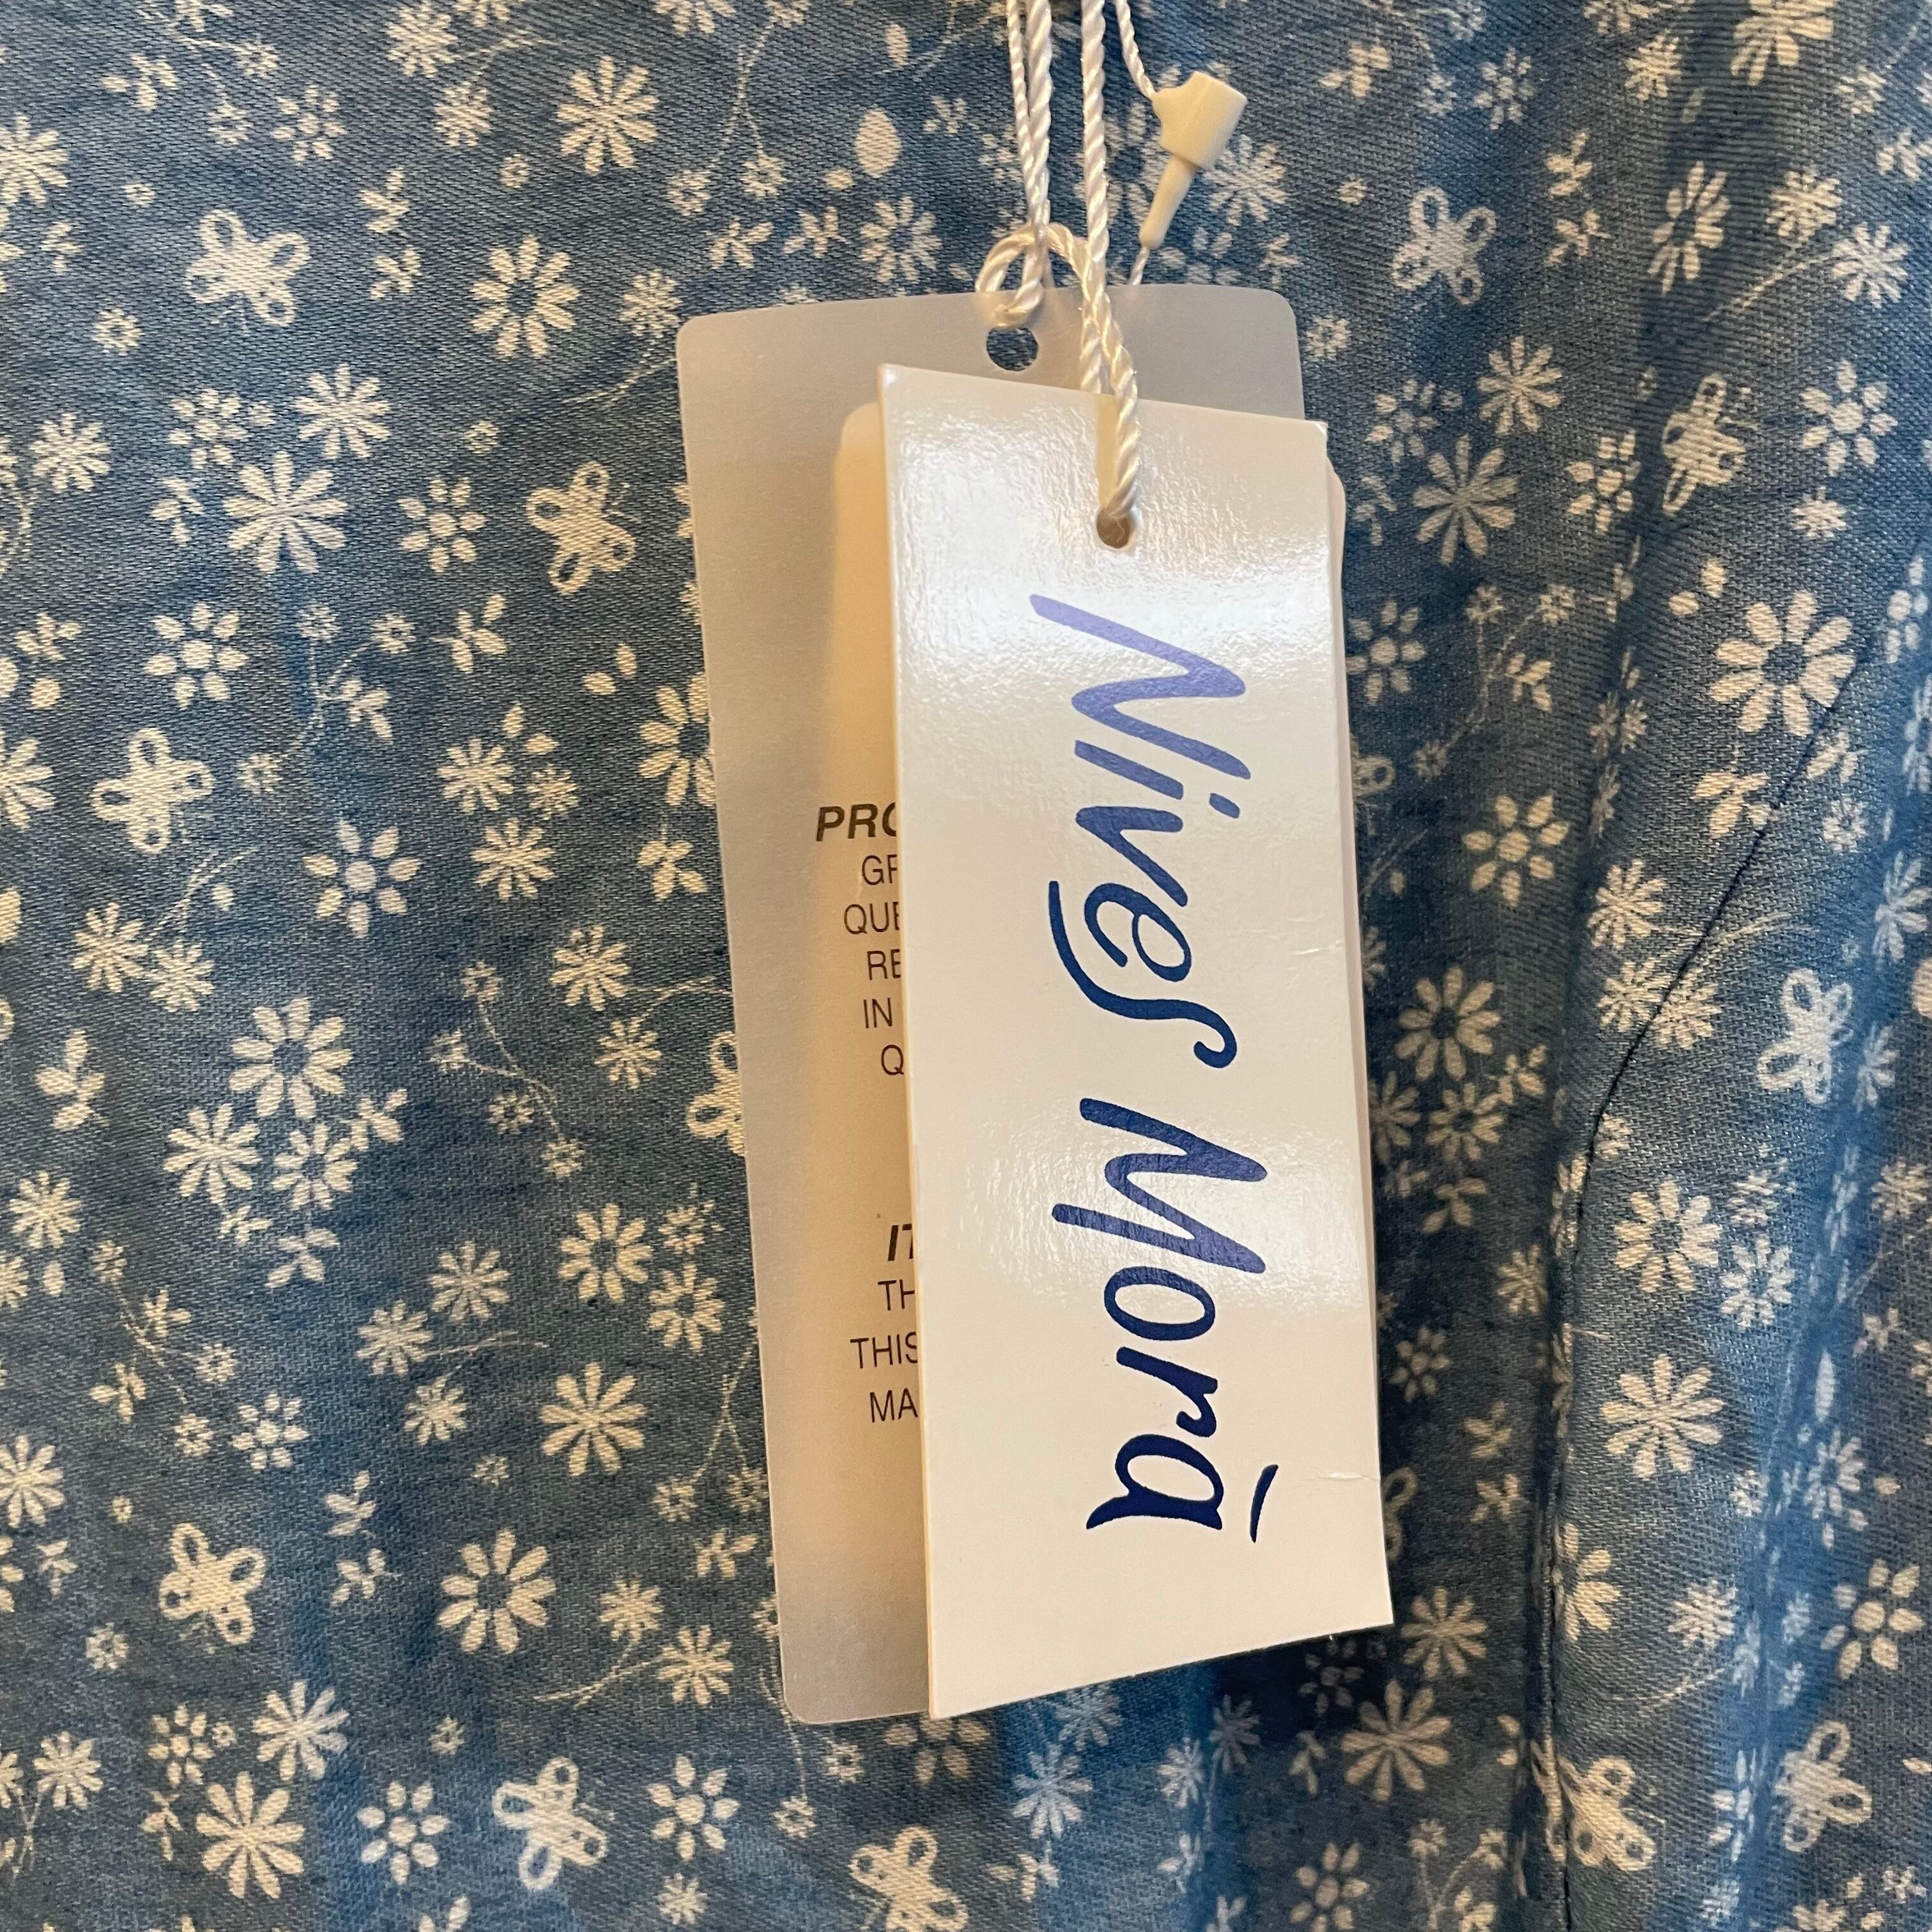 Nives Morā
PRO
GR
QUE
RE
IN
Q
IT
TH
THIS
MA